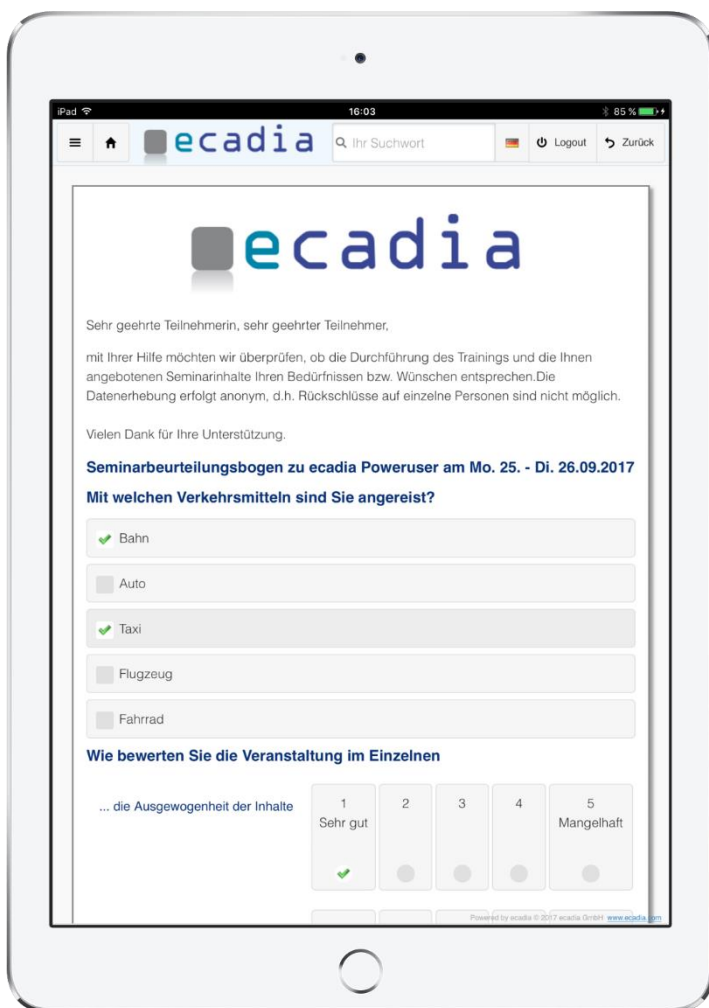 iPad 16:03 85 %
ecadia Ihr Suchwort Logout Zurück
ecadia
Sehr geehrte Teilnehmerin, sehr geehrter Teilnehmer,
mit Ihrer Hilfe möchten wir überprüfen, ob die Durchführung des Trainings und die Ihnen
angebotenen Seminarinhalte Ihren Bedürfnissen bzw. Wünschen entsprechen.Die
Datenerhebung erfolgt anonym, d.h. Rückschlüsse auf einzelne Personen sind nicht möglich.
Vielen Dank für Ihre Unterstützung.
Seminarbeurteilungsbogen zu ecadia Poweruser am Mo. 25. - Di. 26.09.2017
Mit welchen Verkehrsmitteln sind Sie angereist?
Bahn
Auto
Taxi
Flugzeug
Fahrrad
Wie bewerten Sie die Veranstaltung im Einzelnen
... die Ausgewogenheit der Inhalte
1 2 3 4 5
Sehr gut Mangelhaft
Powered by ecadia © 2017 ecadia GmbH www.ecadia.com